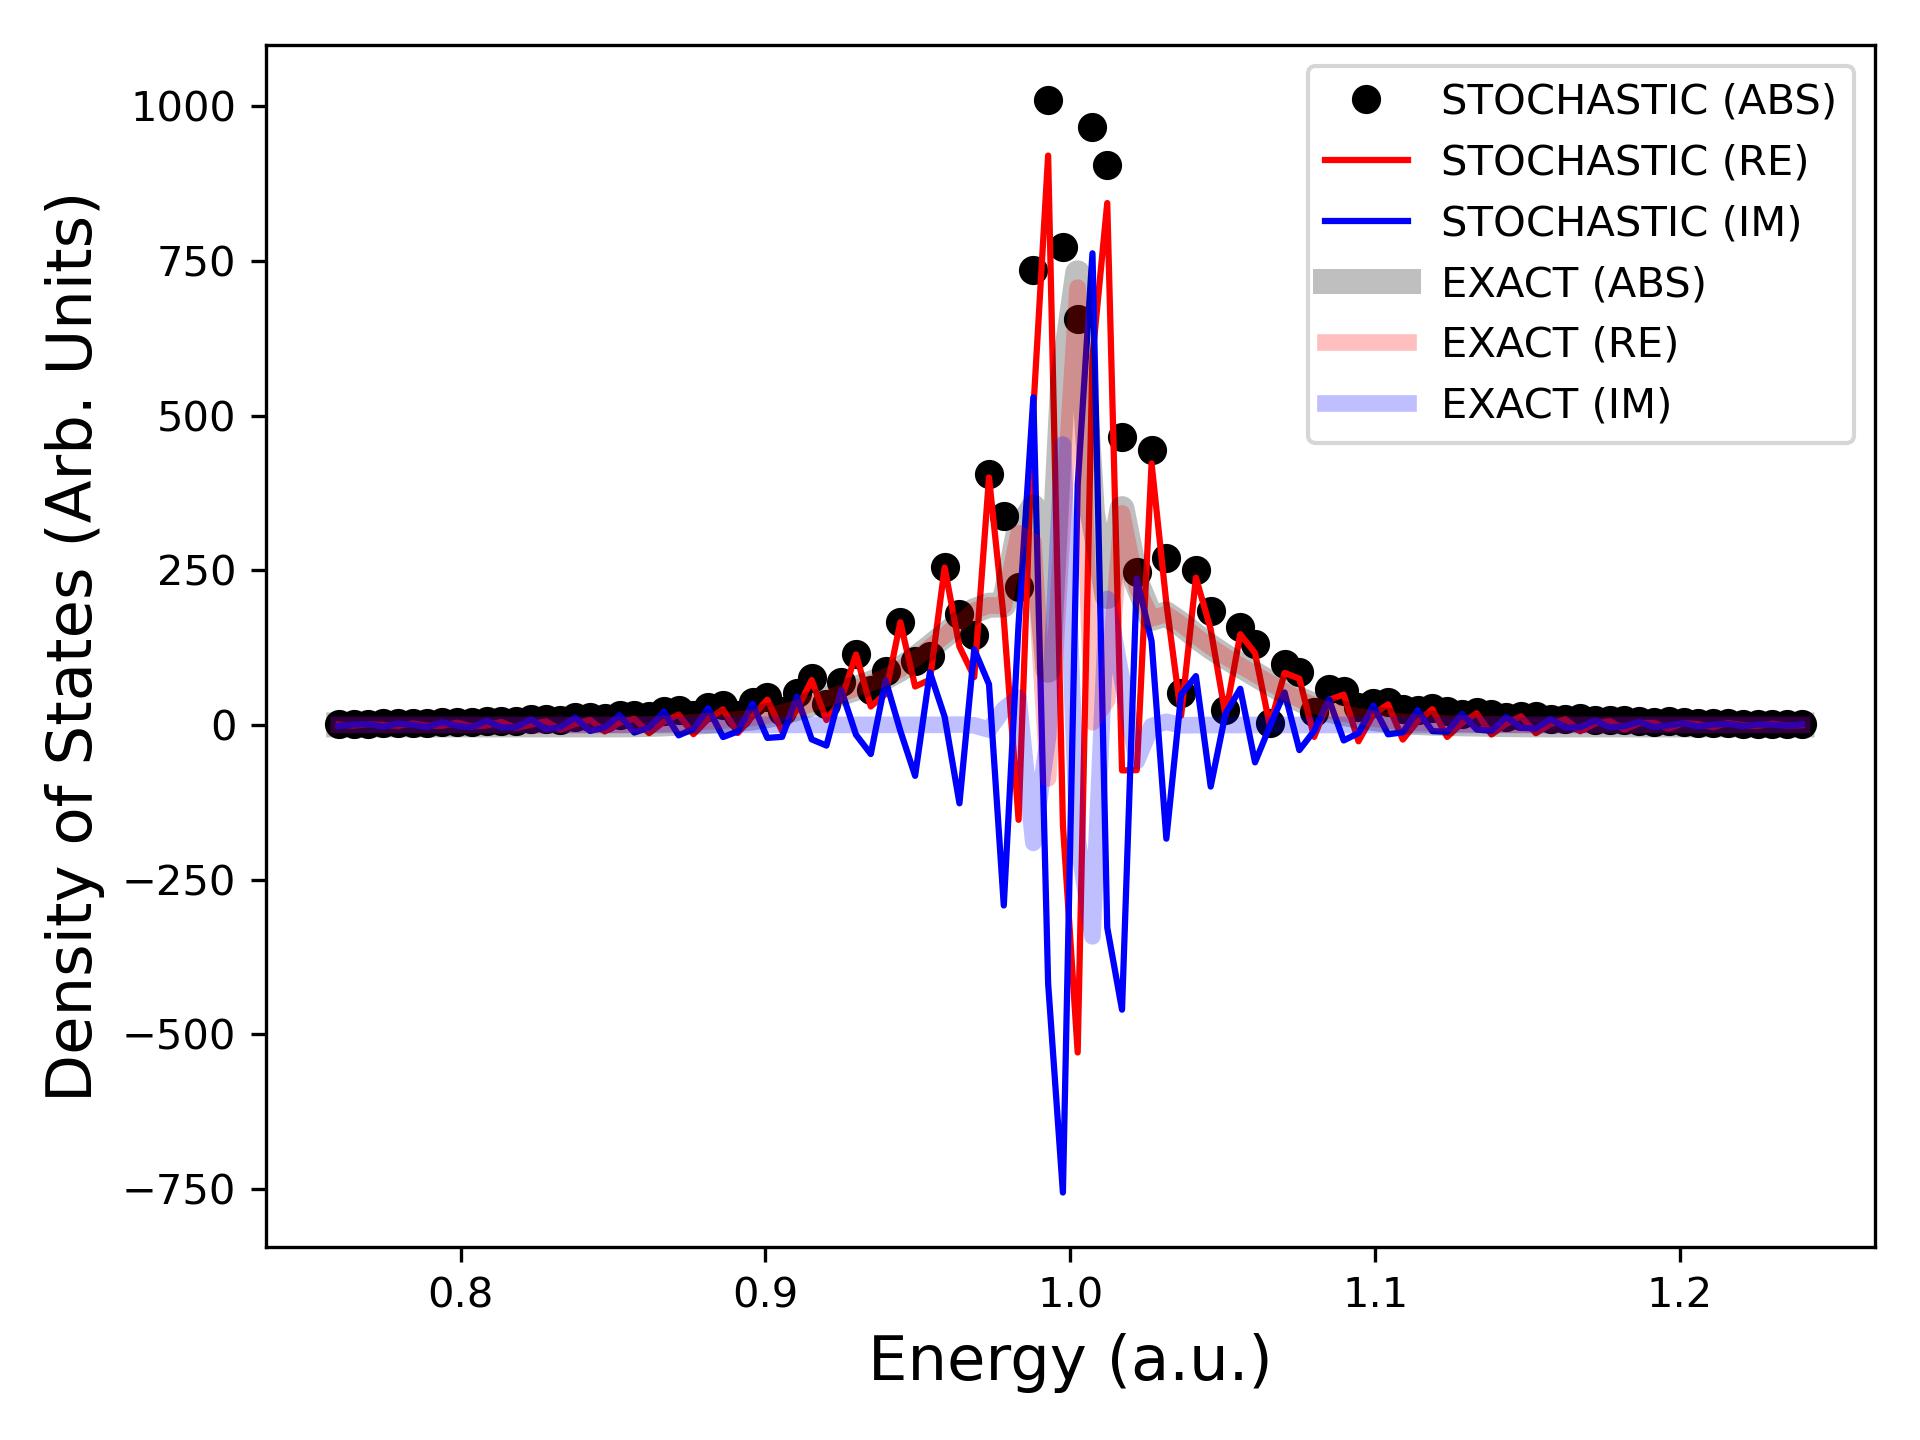 Density of States (Arb. Units)
1000
750
500
250
0
−250
−500
−750
STOCHASTIC (ABS)
STOCHASTIC (RE)
STOCHASTIC (IM)
EXACT (ABS)
EXACT (RE)
EXACT (IM)
0.8 0.9 1.0 1.1 1.2
Energy (a.u.)